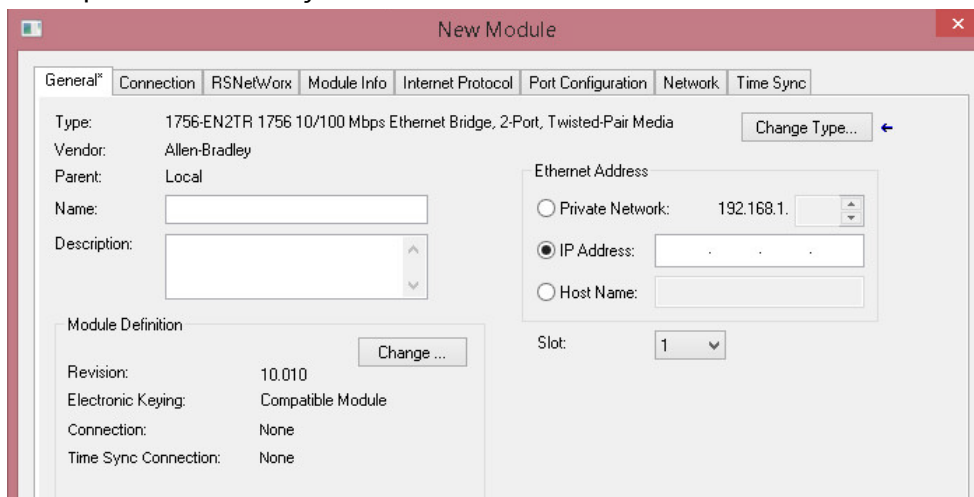 New Module
General* Connection RSNetWorx Module Info Internet Protocol Port Configuration Network Time Sync
Type: 1756-EN2TR 1756 10/100 Mbps Ethernet Bridge, 2-Port, Twisted-Pair Media Change Type...
Vendor: Allen-Bradley
Parent: Local
Ethernet Address
Name:
Private Network: 192.168.1.
Description:
IP Address: . . .
Host Name:
Module Definition
Slot: 1
Change ...
Revision: 10.010
Electronic Keying: Compatible Module
Connection: None
Time Sync Connection: None